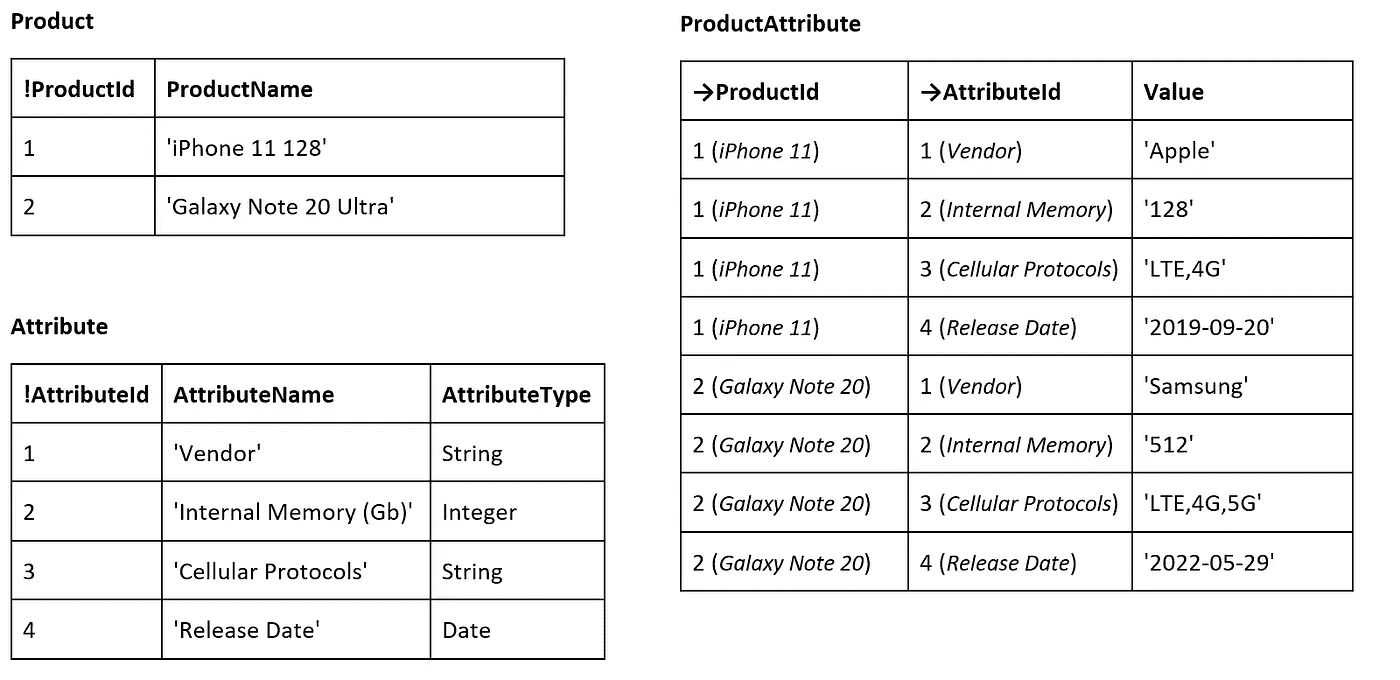 Product
!ProductId ProductName
1 'iPhone 11 128'
2 'Galaxy Note 20 Ultra'
Attribute
!AttributeId AttributeName AttributeType
1 'Vendor' String
2 'Internal Memory (Gb)' Integer
3 'Cellular Protocols' String
4 'Release Date' Date
ProductAttribute
→ProductId →AttributeId Value
1 (iPhone 11) 1 (Vendor) 'Apple'
1 (iPhone 11) 2 (Internal Memory) '128'
1 (iPhone 11) 3 (Cellular Protocols) 'LTE,4G'
1 (iPhone 11) 4 (Release Date) '2019-09-20'
2 (Galaxy Note 20) 1 (Vendor) 'Samsung'
2 (Galaxy Note 20) 2 (Internal Memory) '512'
2 (Galaxy Note 20) 3 (Cellular Protocols) 'LTE,4G,5G'
2 (Galaxy Note 20) 4 (Release Date) '2022-05-29'